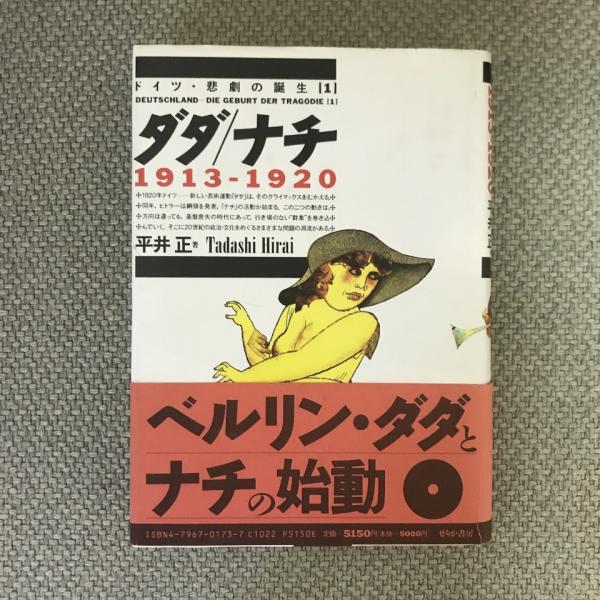 ドイツ・悲劇の誕生[1]
DEUTSCHLAND—DIE GEBURT DER TRAGÖDIE [1]
ダダ/ナチ
1913-1920
✢1920年ドイツ——新しい芸術運動「ダダ」は、そのクライマックスをむかえる。
✢同年、ヒトラーは綱領を発表、「ナチ」の活動が始まる。この二つの動きは、
✢方向は違っても、基盤喪失の時代にあって、行き場のない“群集”を巻き込
✢んでいく。そこに20世紀の政治・文化をめぐるさまざまな問題の源流がある。
平井 正著 Tadashi Hirai
ベルリン・ダダと
ナチの始動
ISBN4-7967-0173-7 C1022 P5150E 定価 5150円 本体 5000円 せりか書房